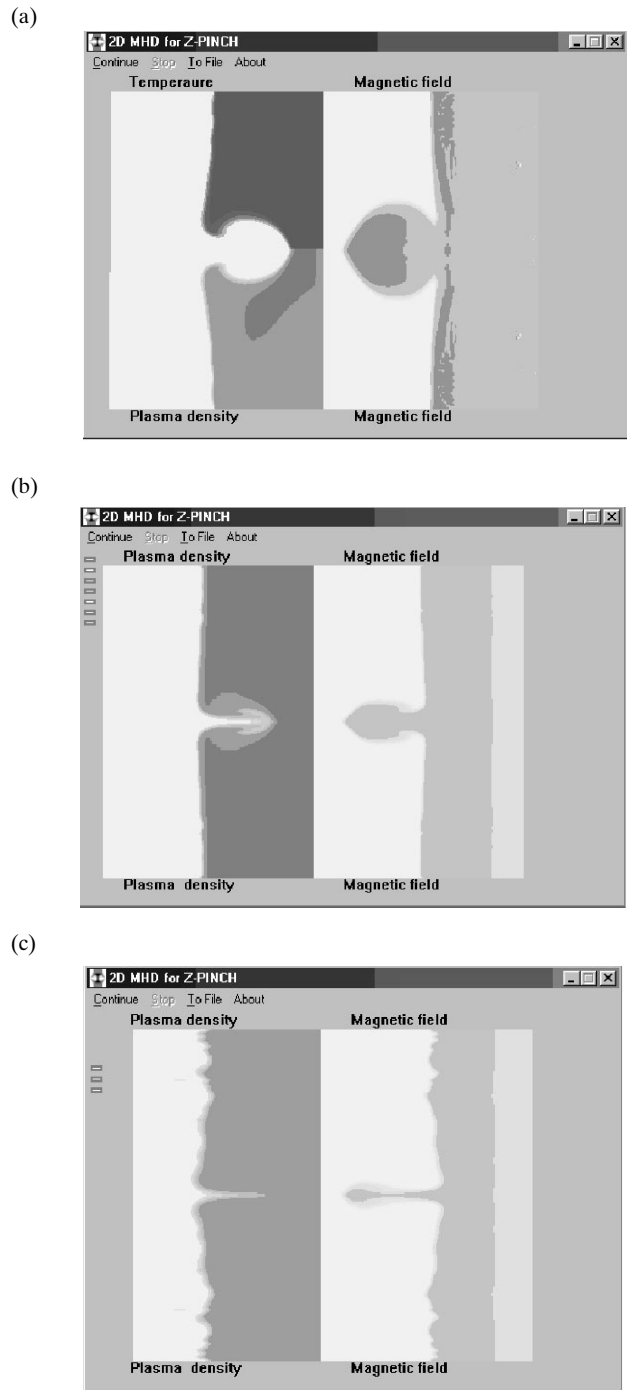 (a)
2D MHD for Z-PINCH
Continue Stop To File About
Temperaure Magnetic field
Plasma density Magnetic field
(b)
2D MHD for Z-PINCH
Continue Stop To File About
Plasma density Magnetic field
Plasma density Magnetic field
(c)
2D MHD for Z-PINCH
Continue Stop To File About
Plasma density Magnetic field
Plasma density Magnetic field